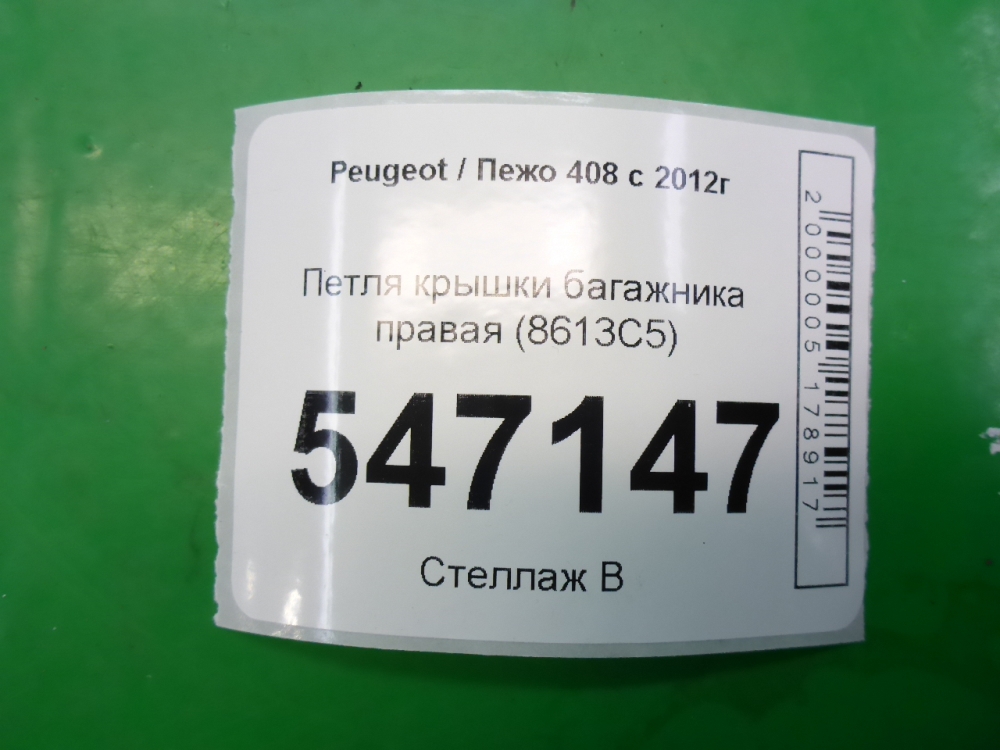 Peugeot / Пежо 408 с 2012г
Петля крышки багажника
правая (8613C5)
547147
Стеллаж В
2000005178917